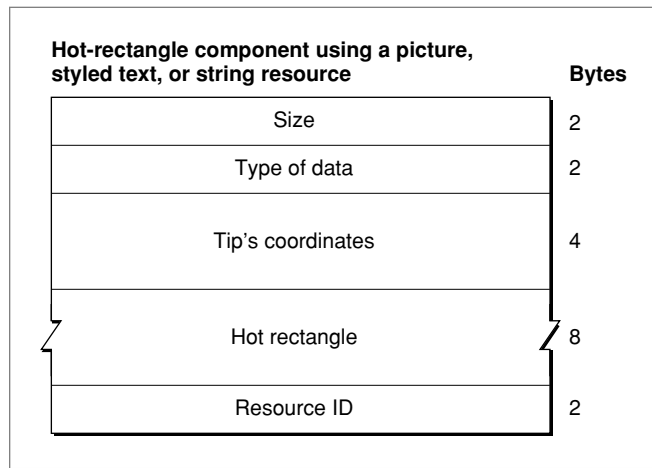 Hot-rectangle component using a picture,
styled text, or string resource Bytes
Size 2
Type of data 2
Tip’s coordinates 4
Hot rectangle 8
Resource ID 2